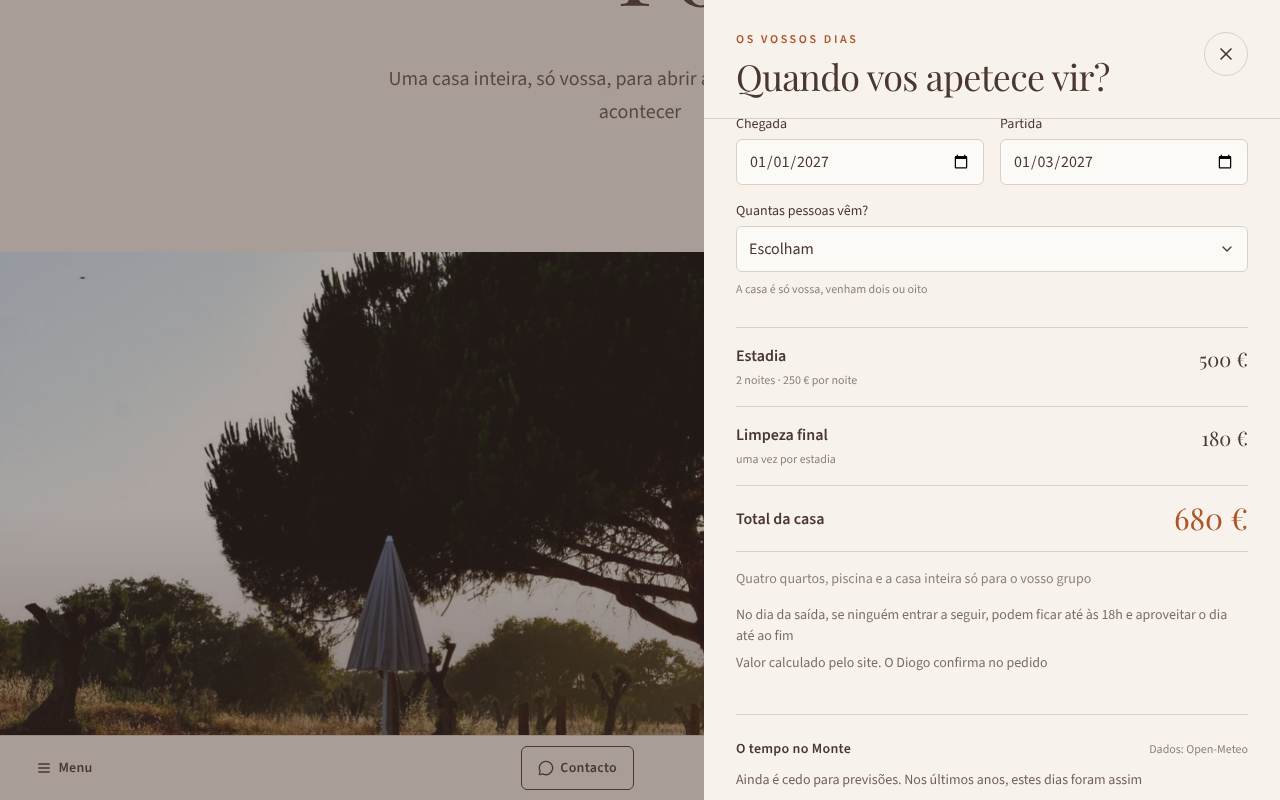 Uma casa inteira, só vossa, para abrir
acontecer
Menu
Contacto
OS VOSSOS DIAS
Quando vos apetece vir?
Chegada
Partida
01/01/2027
01/03/2027
Quantas pessoas vêm?
Escolham
A casa é só vossa, venham dois ou oito
Estadia
500 €
2 noites · 250 € por noite
Limpeza final
180 €
uma vez por estadia
Total da casa
680 €
Quatro quartos, piscina e a casa inteira só para o vosso grupo
No dia da saída, se ninguém entrar a seguir, podem ficar até às 18h e aproveitar o dia
até ao fim
Valor calculado pelo site. O Diogo confirma no pedido
O tempo no Monte
Dados: Open-Meteo
Ainda é cedo para previsões. Nos últimos anos, estes dias foram assim